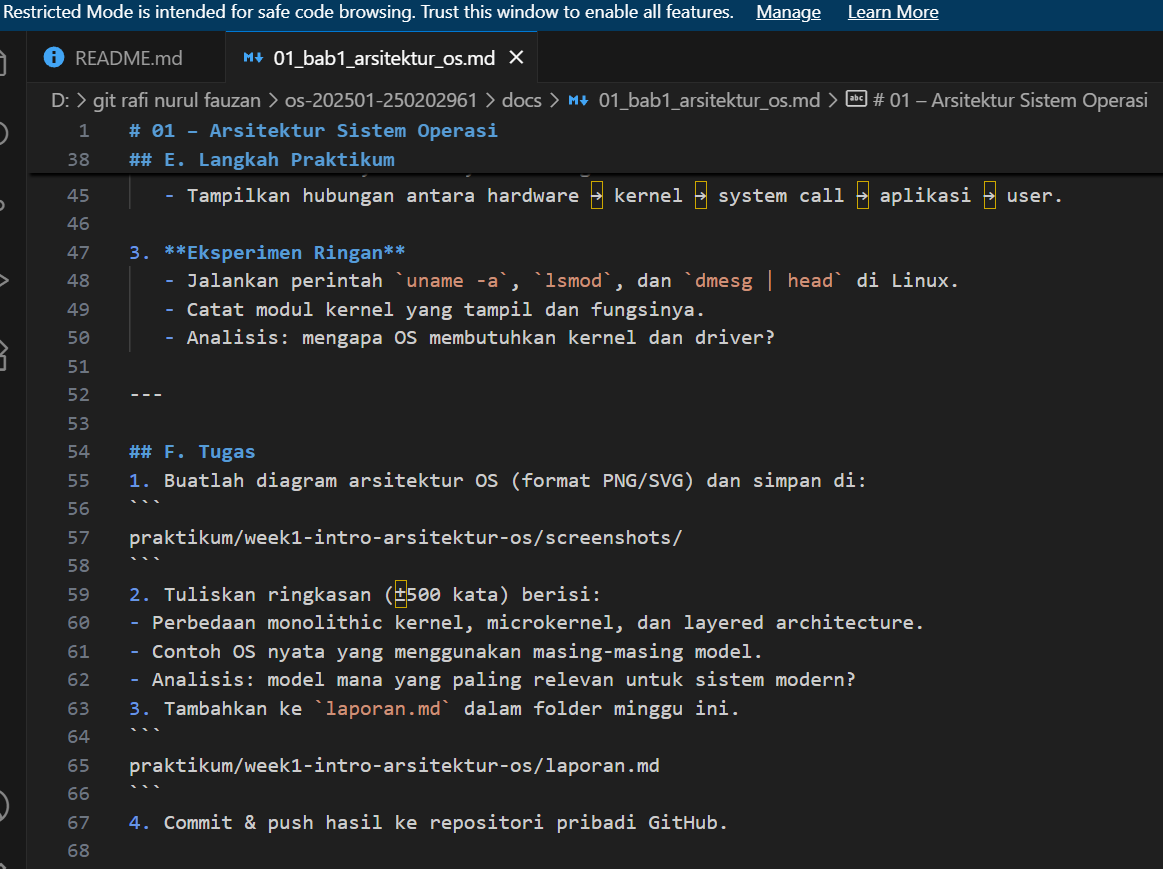 Restricted Mode is intended for safe code browsing. Trust this window to enable all features. Manage Learn More
README.md 01_bab1_arsitektur_os.md
D: > git rafi nurul fauzan > os-202501-250202961 > docs > 01_bab1_arsitektur_os.md > # 01 – Arsitektur Sistem Operasi
1 # 01 – Arsitektur Sistem Operasi
38 ## E. Langkah Praktikum
45 - Tampilkan hubungan antara hardware → kernel → system call → aplikasi → user.
46
47 3. **Eksperimen Ringan**
48 - Jalankan perintah `uname -a`, `lsmod`, dan `dmesg | head` di Linux.
49 - Catat modul kernel yang tampil dan fungsinya.
50 - Analisis: mengapa OS membutuhkan kernel dan driver?
51
52 ---
53
54 ## F. Tugas
55 1. Buatlah diagram arsitektur OS (format PNG/SVG) dan simpan di:
56 ```
57 praktikum/week1-intro-arsitektur-os/screenshots/
58 ```
59 2. Tuliskan ringkasan (±500 kata) berisi:
60 - Perbedaan monolithic kernel, microkernel, dan layered architecture.
61 - Contoh OS nyata yang menggunakan masing-masing model.
62 - Analisis: model mana yang paling relevan untuk sistem modern?
63 3. Tambahkan ke `laporan.md` dalam folder minggu ini.
64 ```
65 praktikum/week1-intro-arsitektur-os/laporan.md
66 ```
67 4. Commit & push hasil ke repositori pribadi GitHub.
68